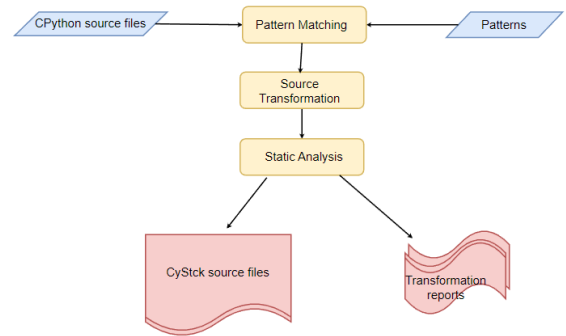 CPython source files
Pattern Matching
Patterns
Source
Transformation
Static Analysis
CyStck source files
Transformation
reports